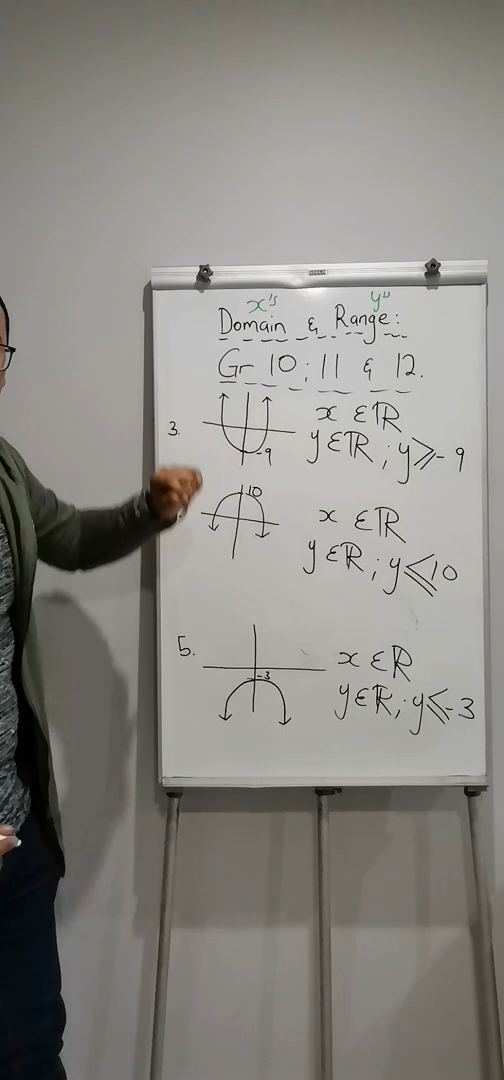 x's y's
Domain & Range:
Gr 10 ; 11 & 12.
3.
-9
x ∈ ℝ
y ∈ ℝ ; y ⩾ -9
10
x ∈ ℝ
y ∈ ℝ ; y ⩽ 10
5.
-3
x ∈ ℝ
y ∈ ℝ ; y ⩽ -3